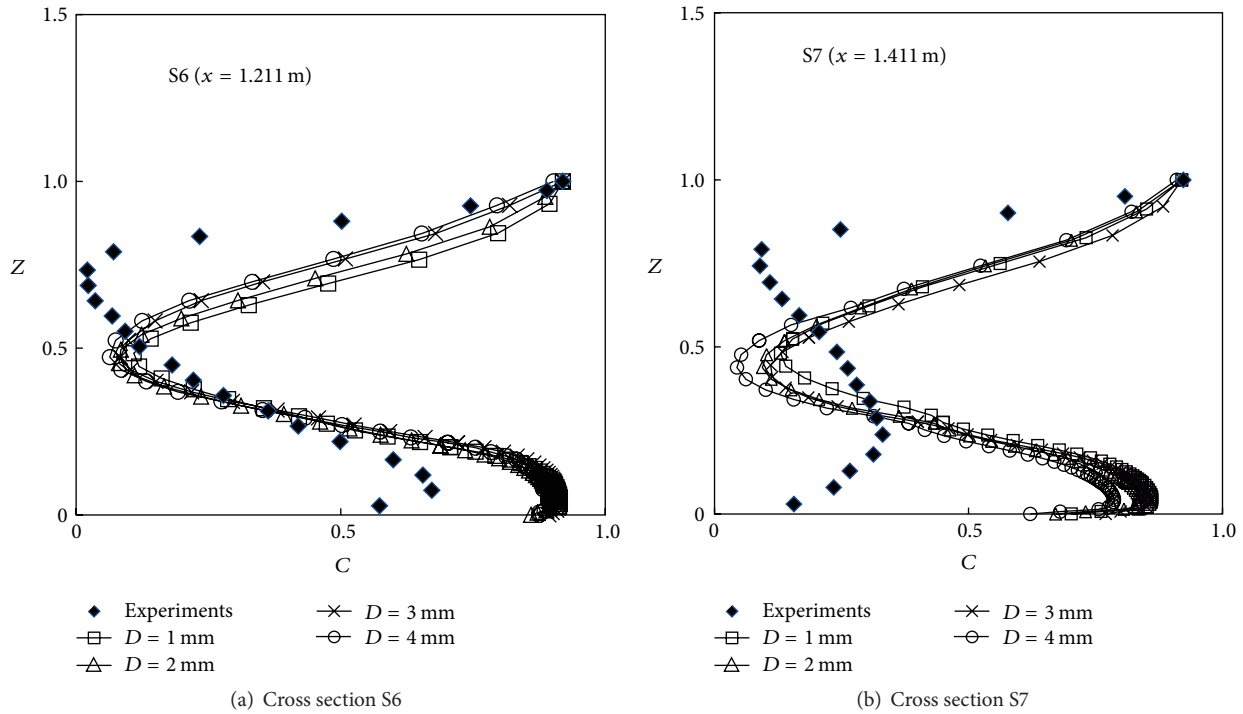 1.5
S6 (x = 1.211 m)
1.0
Z
0.5
0
0
0.5
1.0
C
Experiments
D = 1 mm
D = 2 mm
D = 3 mm
D = 4 mm
(a) Cross section S6
1.5
S7 (x = 1.411 m)
1.0
Z
0.5
0
0
0.5
1.0
C
Experiments
D = 1 mm
D = 2 mm
D = 3 mm
D = 4 mm
(b) Cross section S7